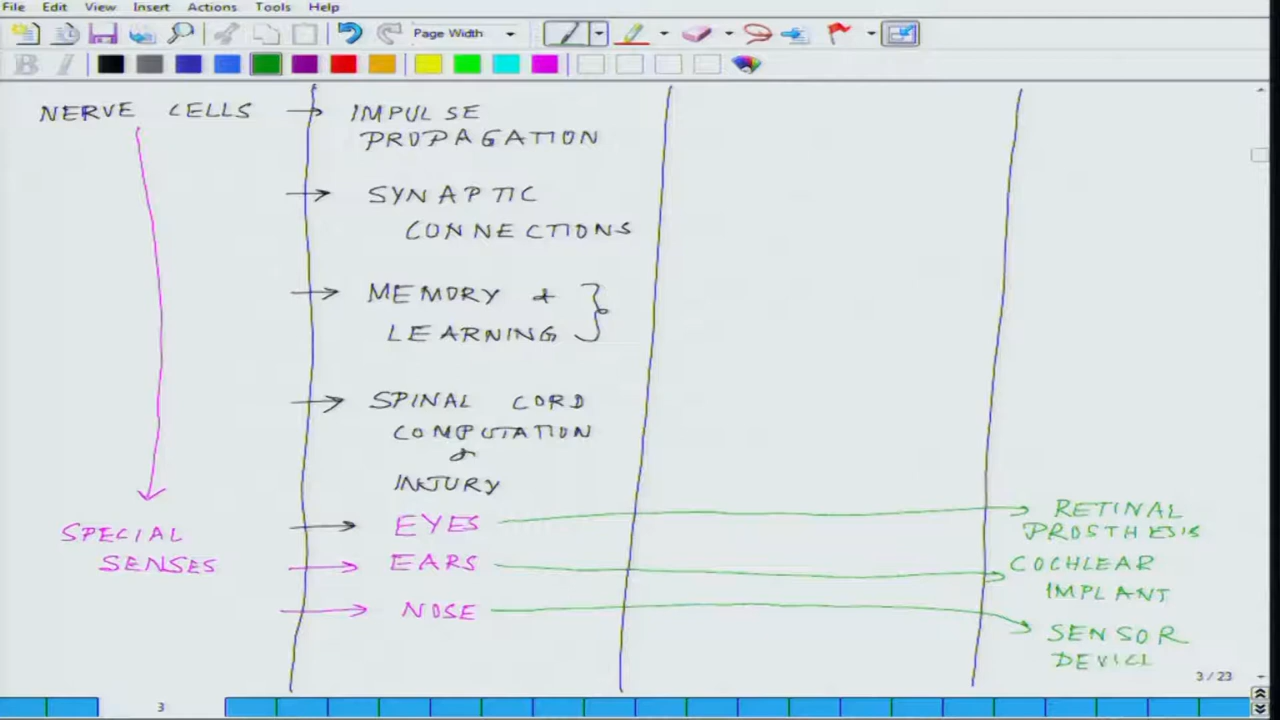 File Edit View Insert Actions Tools Help
Page Width
NERVE CELLS → IMPULSE
PROPAGATION
→ SYNAPTIC
CONNECTIONS
→ MEMORY &
LEARNING
→ SPINAL CORD
COMPUTATION
&
INJURY
SPECIAL
SENSES
→ EYES → RETINAL
PROSTHESIS
→ EARS → COCHLEAR
IMPLANT
→ NOSE → SENSOR
DEVICE
3 / 23
3